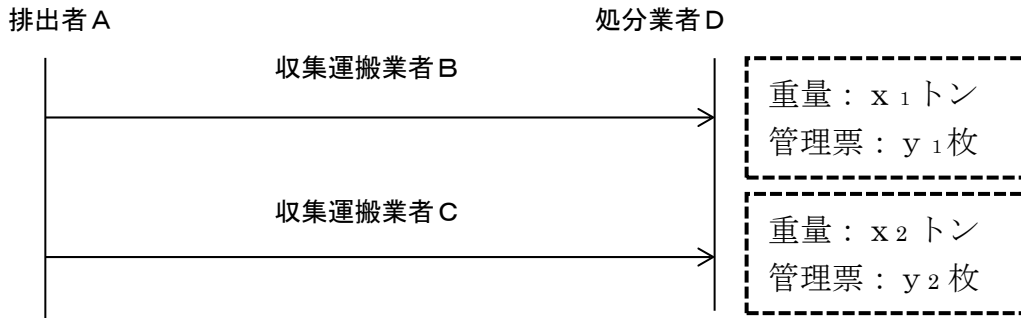 排出者A
処分業者D
収集運搬業者B
重量：ｘ１トン
管理票：ｙ１枚
収集運搬業者C
重量：ｘ２トン
管理票：ｙ２枚